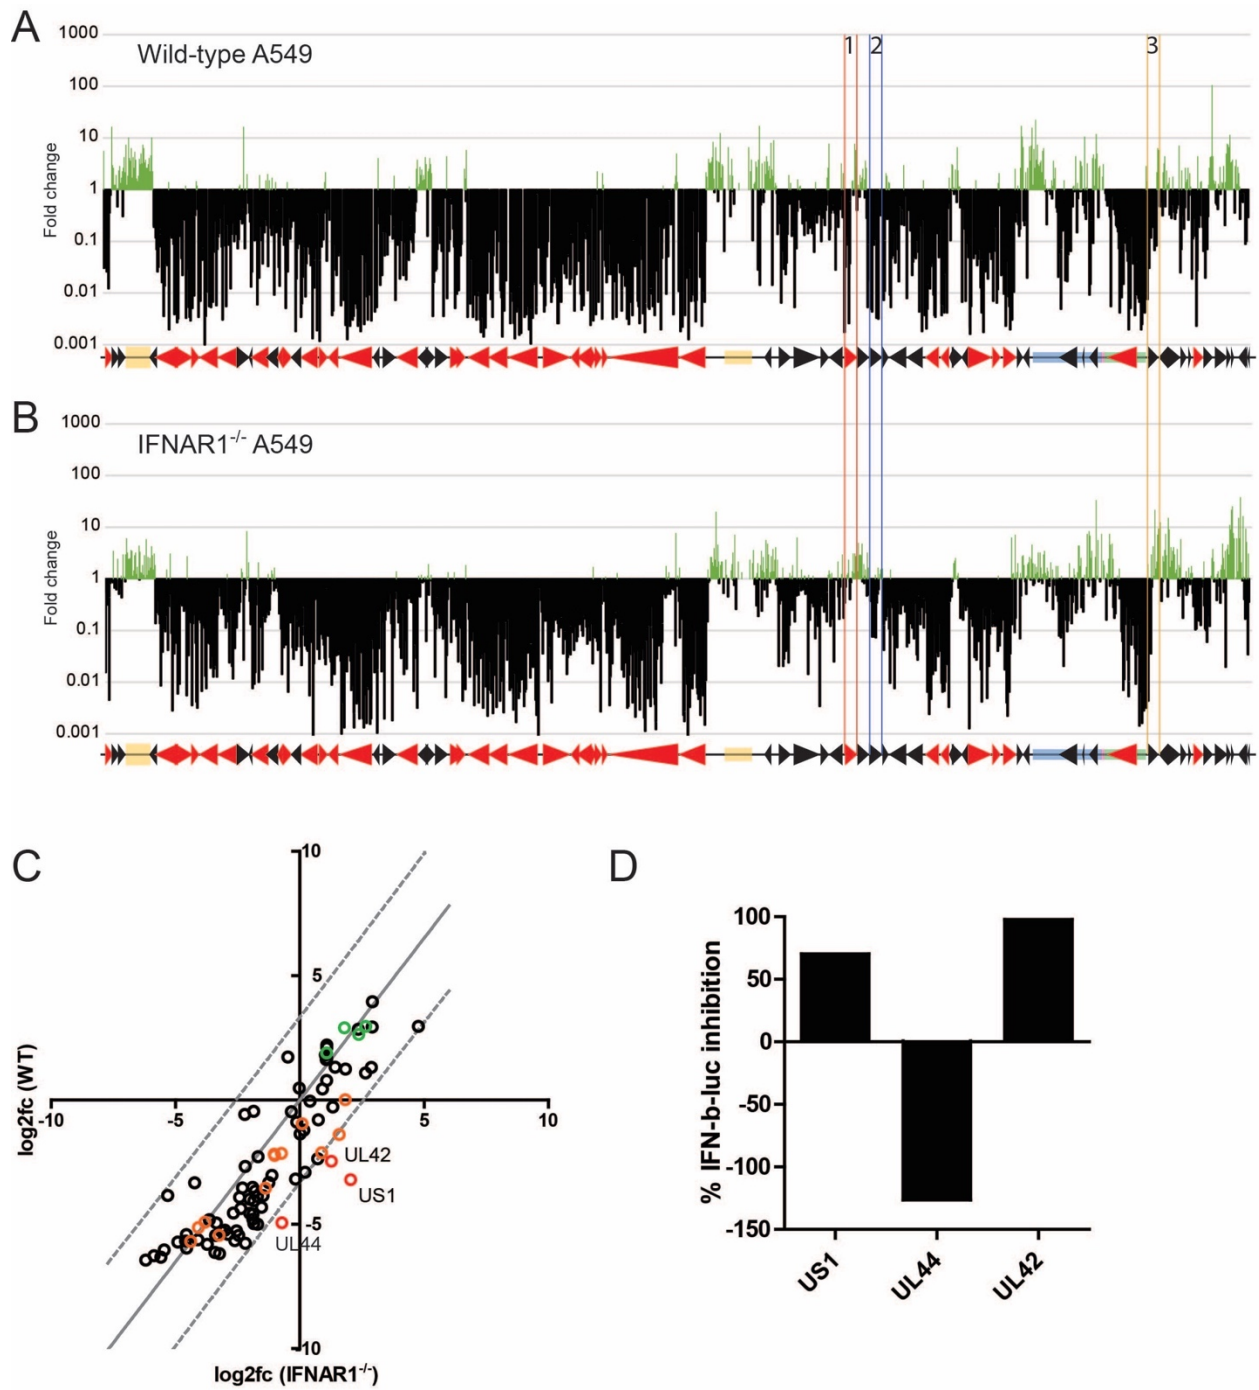 A
Wild-type A549
1 2 3
Fold change
1000
100
10
1
0.1
0.01
0.001
B
IFNAR1-/- A549
Fold change
1000
100
10
1
0.1
0.01
0.001
C
log2fc (WT)
10
5
-10 -5 5 10
-5
-10
UL42
US1
UL44
log2fc (IFNAR1-/-)
D
% IFN-b-luc inhibition
100
50
0
-50
-100
-150
US1 UL44 UL42